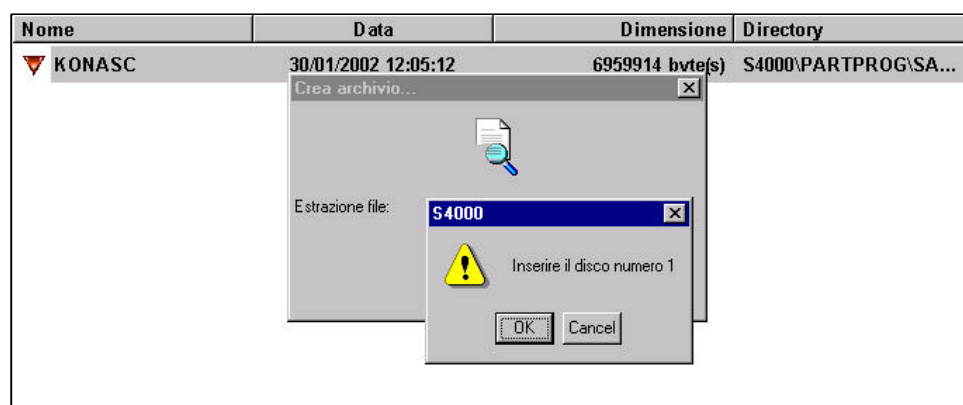 Nome Data Dimensione Directory
KONASC 30/01/2002 12:05:12 6959914 byte(s) S4000\PARTPROG\SA...
Crea archivio...
Estrazione file:
S4000
Inserire il disco numero 1
OK Cancel